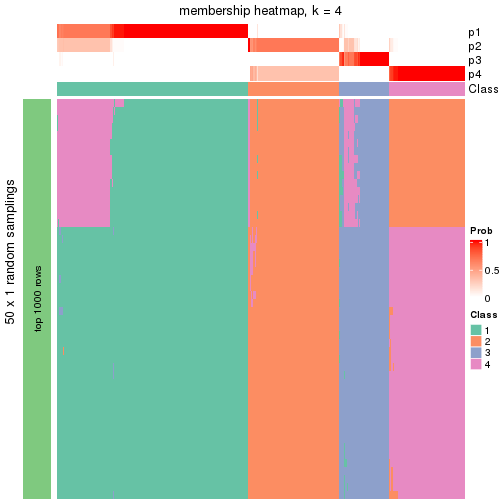 membership heatmap, k = 4
p1
p2
p3
p4
Class
50 x 1 random samplings
top 1000 rows
Prob
1
0.5
0
Class
1
2
3
4